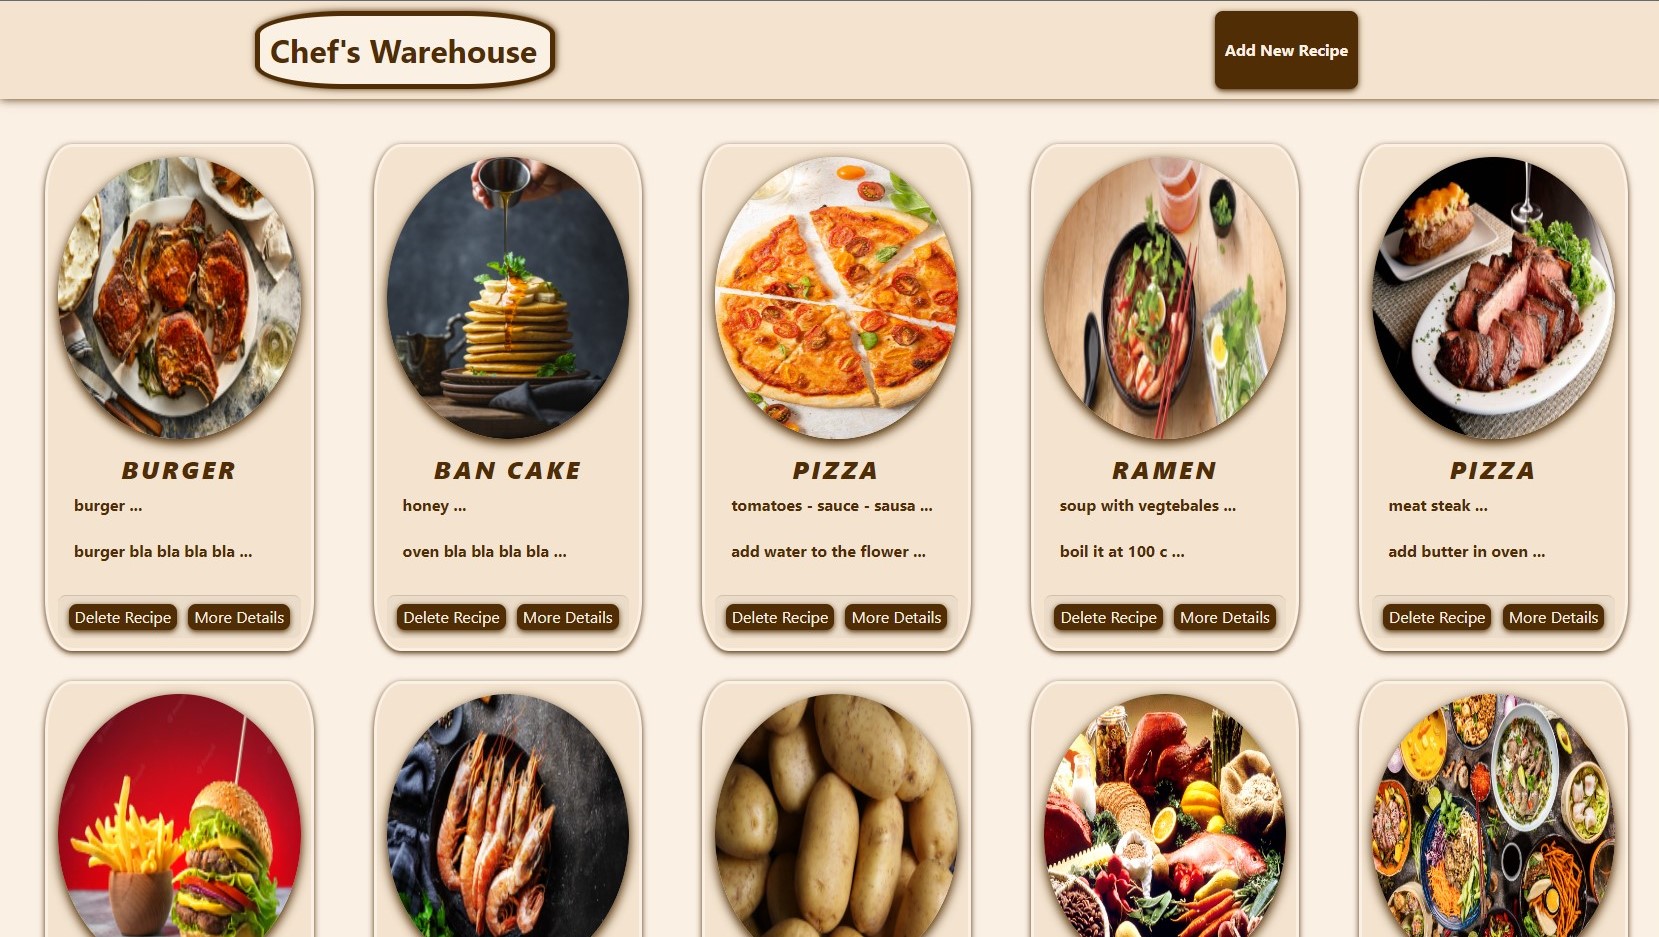 Chef's Warehouse
Add New Recipe
BURGER
burger ...
burger bla bla bla bla ...
Delete Recipe More Details
BAN CAKE
honey ...
oven bla bla bla bla ...
Delete Recipe More Details
PIZZA
tomatoes - sauce - sausa ...
add water to the flower ...
Delete Recipe More Details
RAMEN
soup with vegtebales ...
boil it at 100 c ...
Delete Recipe More Details
PIZZA
meat steak ...
add butter in oven ...
Delete Recipe More Details